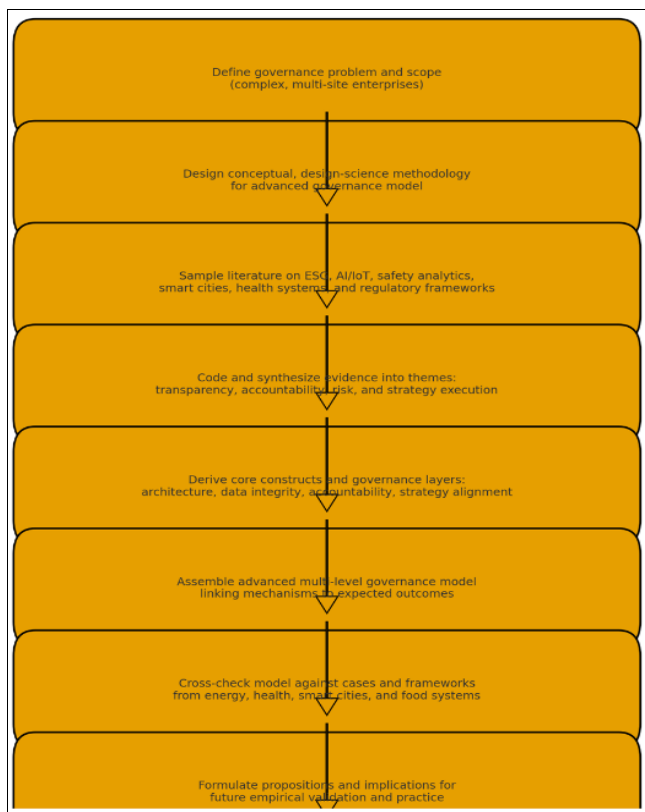 Define governance problem and scope
(complex, multi-site enterprises)
Design conceptual, design-science methodology
for advanced governance model
Sample literature on ESG, AI/IoT, safety analytics,
smart cities, health systems, and regulatory frameworks
Code and synthesize evidence into themes:
transparency, accountability, risk, and strategy execution
Derive core constructs and governance layers:
architecture, data integrity, accountability, strategy alignment
Assemble advanced multi-level governance model
linking mechanisms to expected outcomes
Cross-check model against cases and frameworks
from energy, health, smart cities, and food systems
Formulate propositions and implications for
future empirical validation and practice